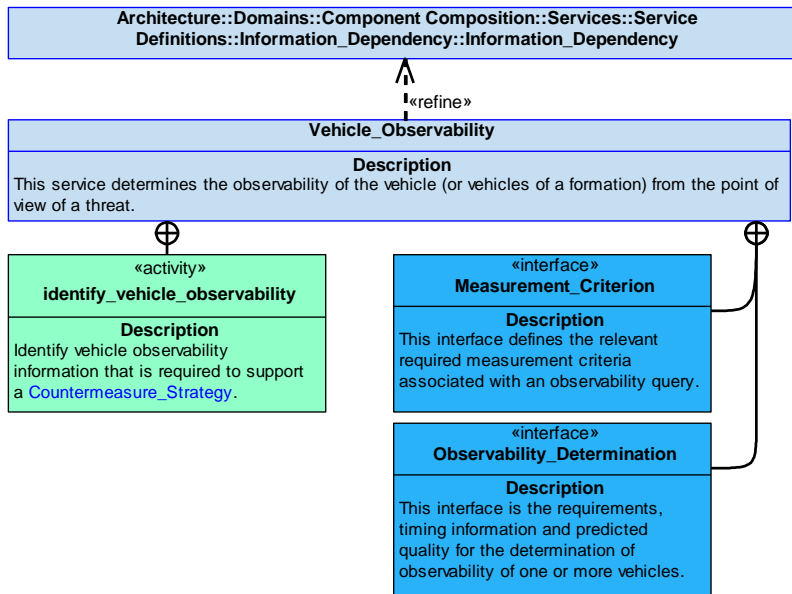 Architecture::Domains::Component Composition::Services::Service
Definitions::Information_Dependency::Information_Dependency
«refine»
Vehicle_Observability
Description
This service determines the observability of the vehicle (or vehicles of a formation) from the point of
view of a threat.
«activity»
identify_vehicle_observability
Description
Identify vehicle observability
information that is required to support
a Countermeasure_Strategy.
«interface»
Measurement_Criterion
Description
This interface defines the relevant
required measurement criteria
associated with an observability query.
«interface»
Observability_Determination
Description
This interface is the requirements,
timing information and predicted
quality for the determination of
observability of one or more vehicles.